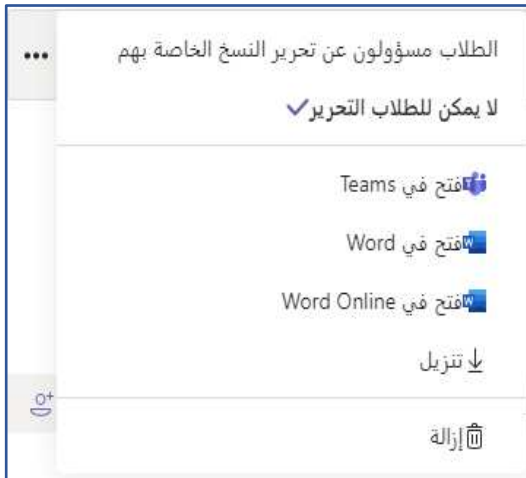 الطلاب مسؤولون عن تحرير النسخ الخاصة بهم
لا يمكن للطلاب التحرير
فتح في Teams
فتح في Word
فتح في Word Online
تنزيل
إزالة